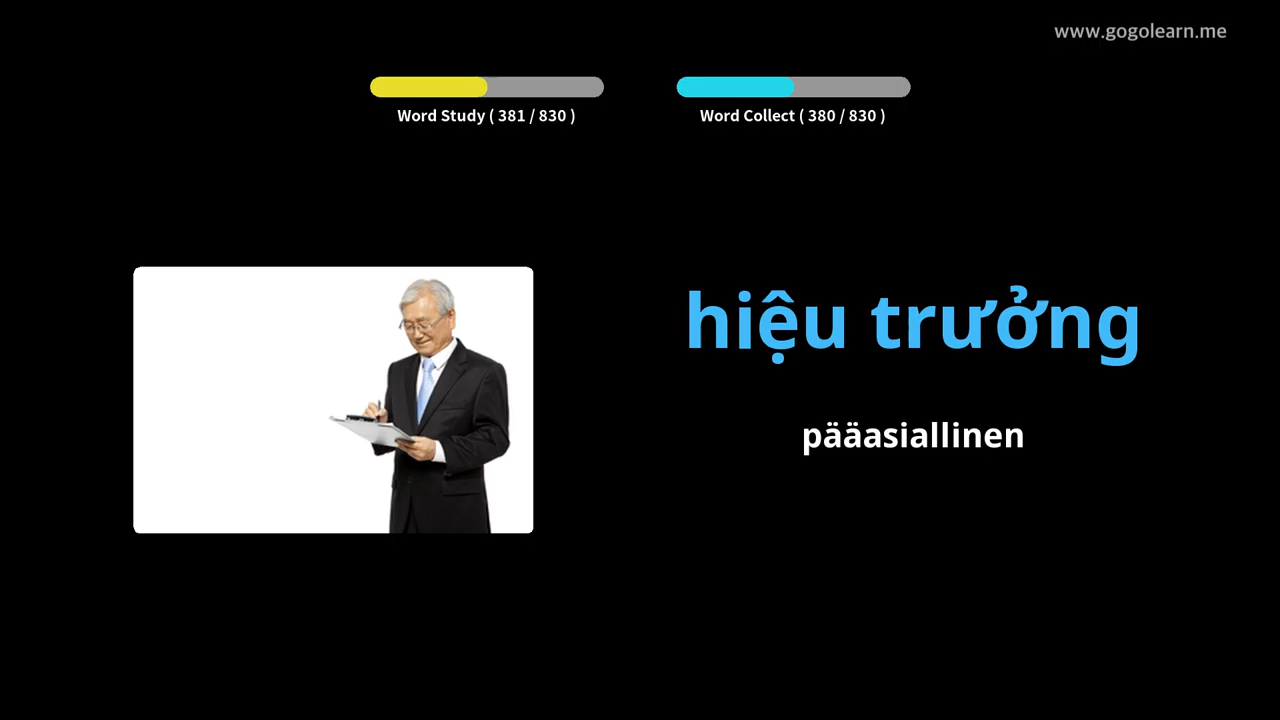 www.gogolearn.me
Word Study ( 381 / 830 )
Word Collect ( 380 / 830 )
hiệu trưởng
pääasiallinen